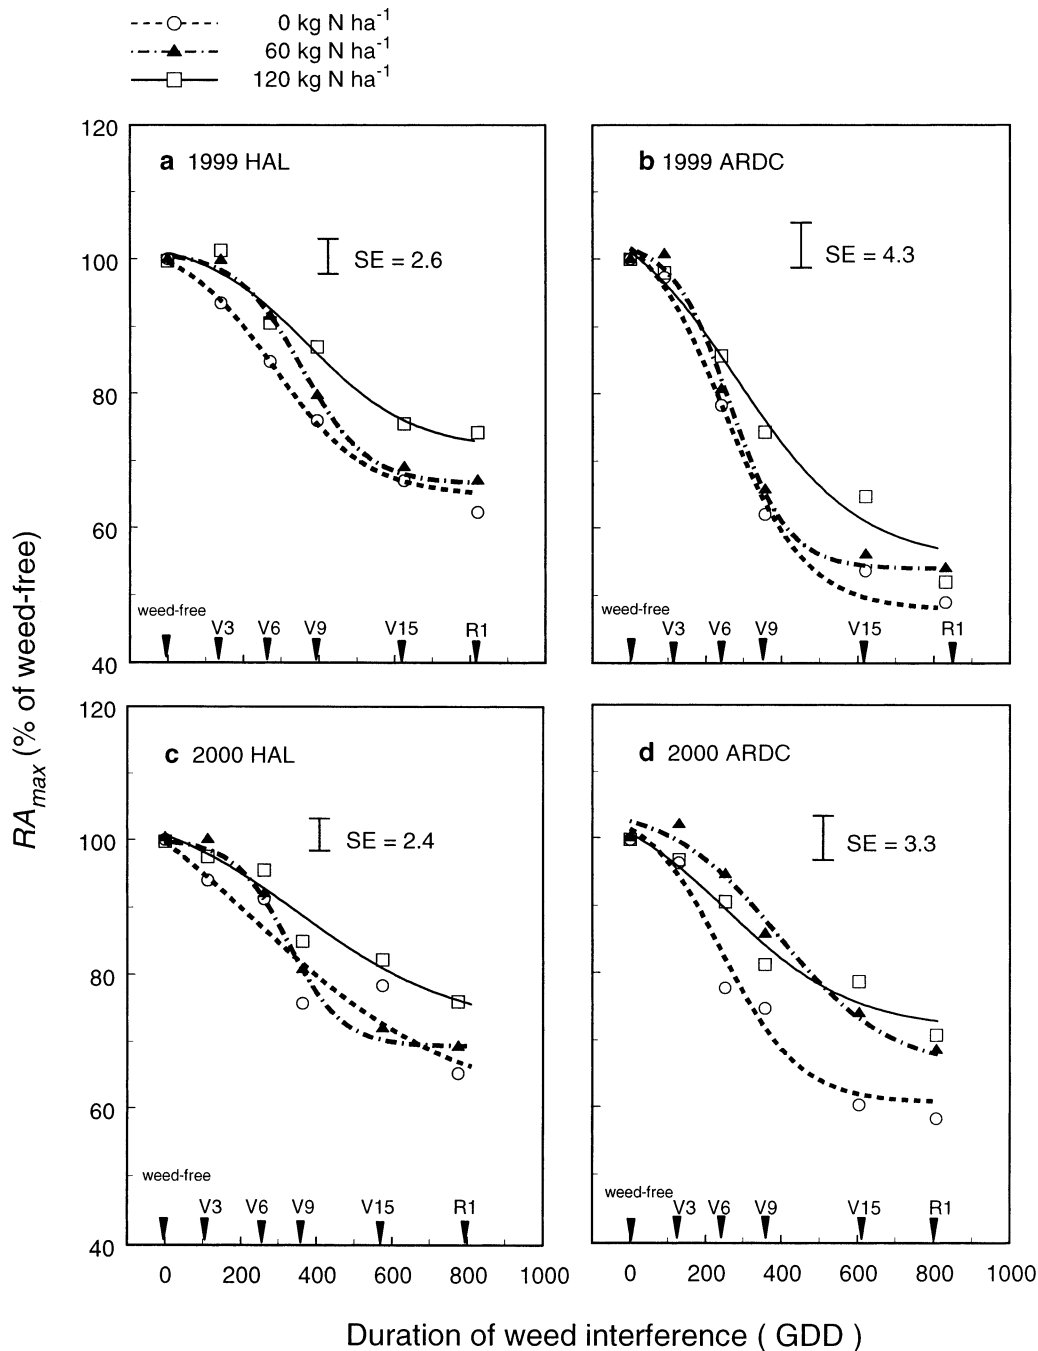 0 kg N ha-1
60 kg N ha-1
120 kg N ha-1
120
a 1999 HAL
b 1999 ARDC
SE = 2.6
SE = 4.3
100
80
60
40
weed-free V3 V6 V9 V15 R1
weed-free V3 V6 V9 V15 R1
RAmax (% of weed-free)
120
c 2000 HAL
d 2000 ARDC
SE = 2.4
SE = 3.3
100
80
60
40
weed-free V3 V6 V9 V15 R1
weed-free V3 V6 V9 V15 R1
0 200 400 600 800 1000
0 200 400 600 800 1000
Duration of weed interference ( GDD )